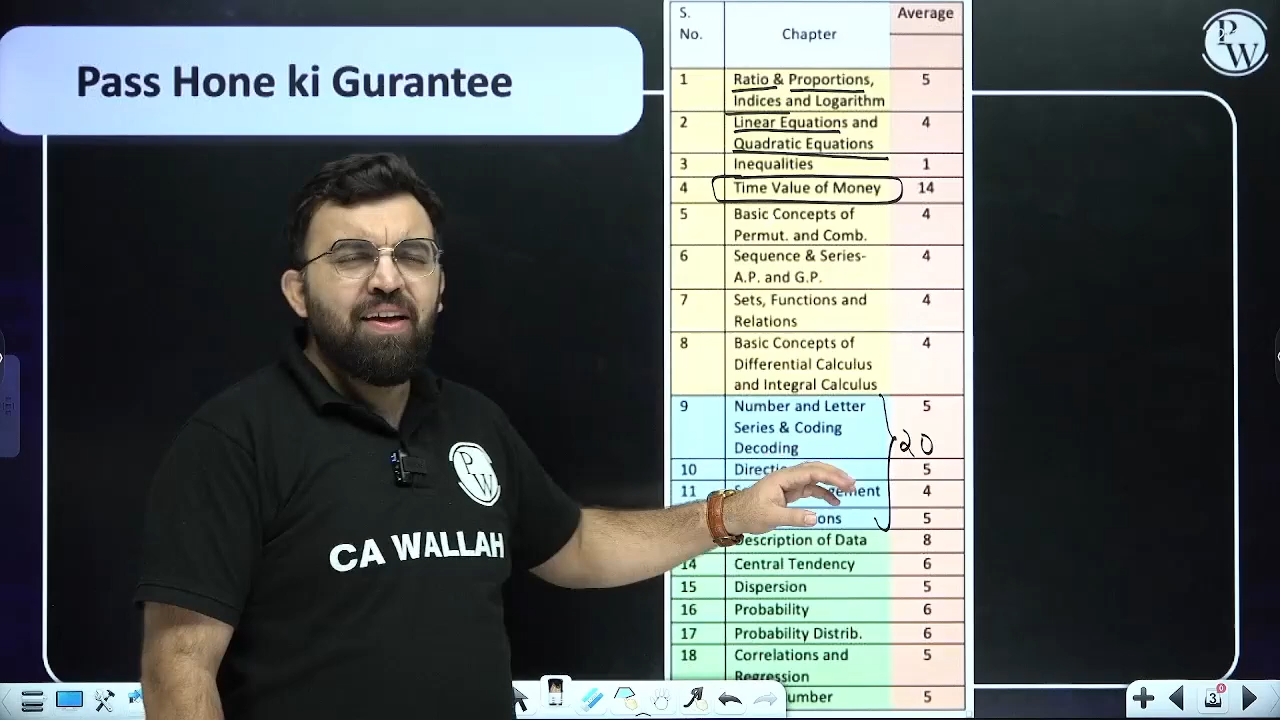 Pass Hone ki Gurantee
S. No.
Chapter
Average
1 Ratio & Proportions, 5
Indices and Logarithm
2 Linear Equations and 4
Quadratic Equations
3 Inequalities 1
4 Time Value of Money 14
5 Basic Concepts of 4
Permut. and Comb.
6 Sequence & Series- 4
A.P. and G.P.
7 Sets, Functions and 4
Relations
8 Basic Concepts of 4
Differential Calculus
and Integral Calculus
9 Number and Letter 5
Series & Coding
Decoding
20
10 5
11 4
5
Description of Data 8
14 Central Tendency 6
15 Dispersion 5
16 Probability 6
17 Probability Distrib. 6
18 Correlations and 5
Regression
5
PW
PW
CA WALLAH
3